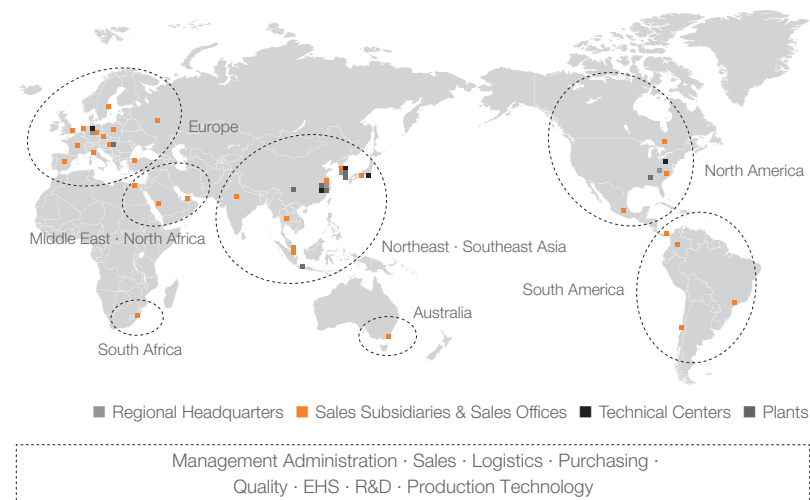 Europe
North America
Middle East · North Africa
Northeast · Southeast Asia
South America
Australia
South Africa
Regional Headquarters Sales Subsidiaries & Sales Offices Technical Centers Plants
Management Administration · Sales · Logistics · Purchasing ·
Quality · EHS · R&D · Production Technology